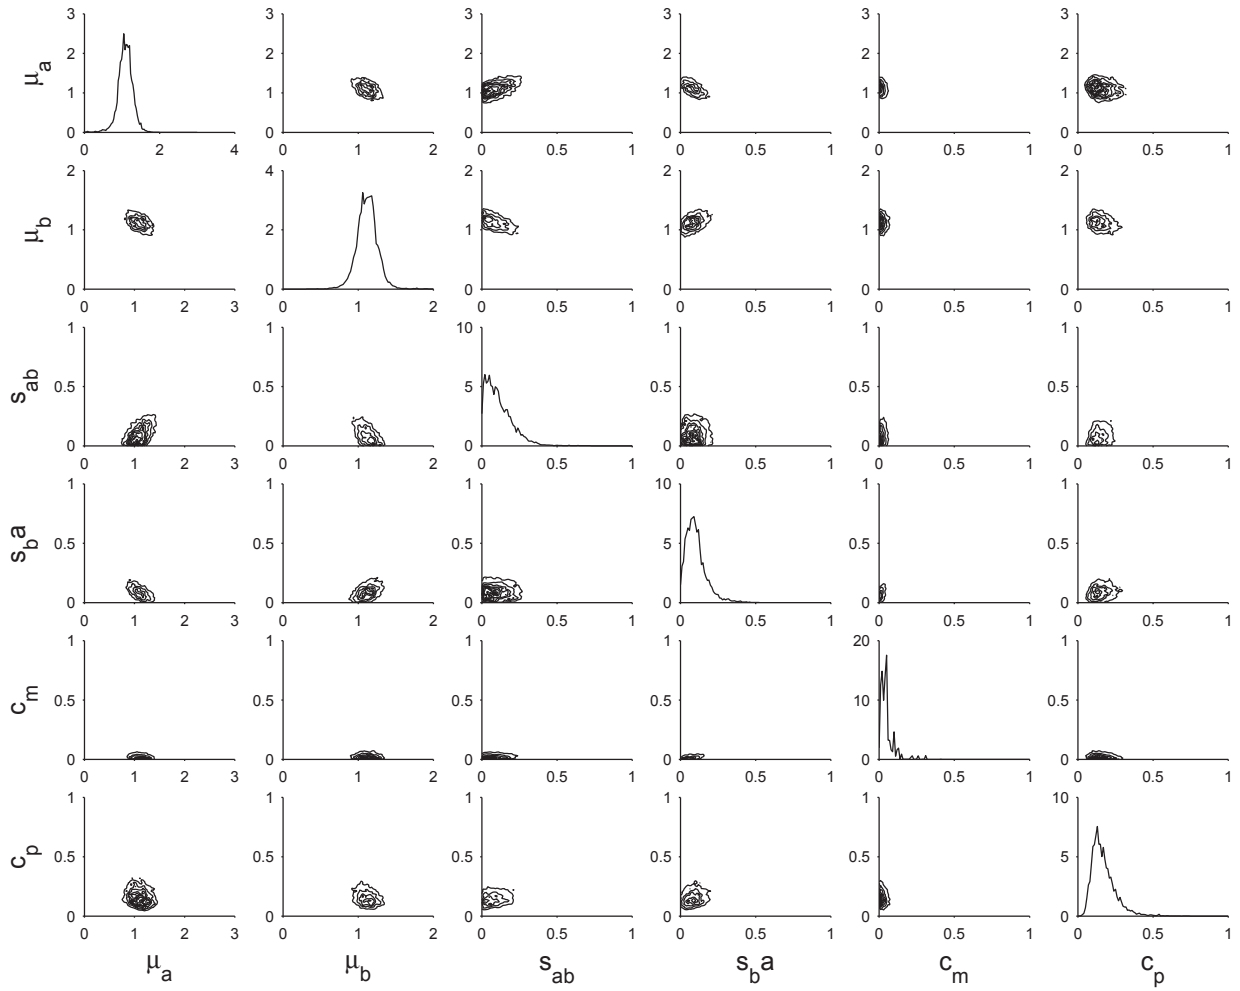 3 3 3 3 3 3
2 2 2 2 2 2
μa
1 1 1 1 1 1
0 0 0 0 0 0
0 2 4 0 1 2 0 0.5 1 0 0.5 1 0 0.5 1 0 0.5 1
2 4 2 2 2 2
μb
1 2 1 1 1 1
0 0 0 0 0 0
0 1 2 3 0 1 2 0 0.5 1 0 0.5 1 0 0.5 1 0 0.5 1
1 1 10 1 1 1
sab
0.5 0.5 5 0.5 0.5 0.5
0 0 0 0 0 0
0 1 2 3 0 1 2 0 0.5 1 0 0.5 1 0 0.5 1 0 0.5 1
1 1 1 10 1 1
sba
0.5 0.5 0.5 5 0.5 0.5
0 0 0 0 0 0
0 1 2 3 0 1 2 0 0.5 1 0 0.5 1 0 0.5 1 0 0.5 1
1 1 1 1 20 1
cm
0.5 0.5 0.5 0.5 10 0.5
0 0 0 0 0 0
0 1 2 3 0 1 2 0 0.5 1 0 0.5 1 0 0.5 1 0 0.5 1
1 1 1 1 1 10
cp
0.5 0.5 0.5 0.5 0.5 5
0 0 0 0 0 0
0 1 2 3 0 1 2 0 0.5 1 0 0.5 1 0 0.5 1 0 0.5 1
μa μb sab sba cm cp